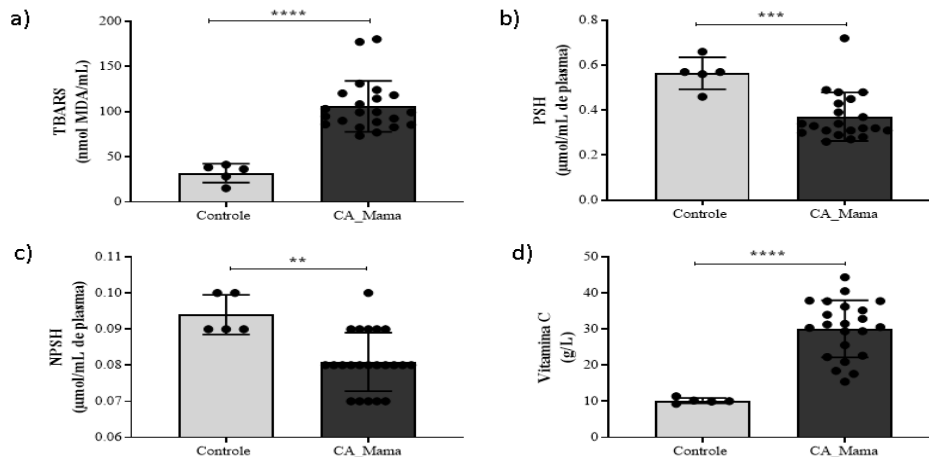 a)
****
TBARS
(nmol MDA/mL)
200
150
100
50
0
Controle
CA_Mama
b)
***
PSH
(µmol/mL de plasma)
0.8
0.6
0.4
0.2
0.0
Controle
CA_Mama
c)
**
NPSH
(µmol/mL de plasma)
0.11
0.10
0.09
0.08
0.07
0.06
Controle
CA_Mama
d)
****
Vitamina C
(g/L)
50
40
30
20
10
0
Controle
CA_Mama